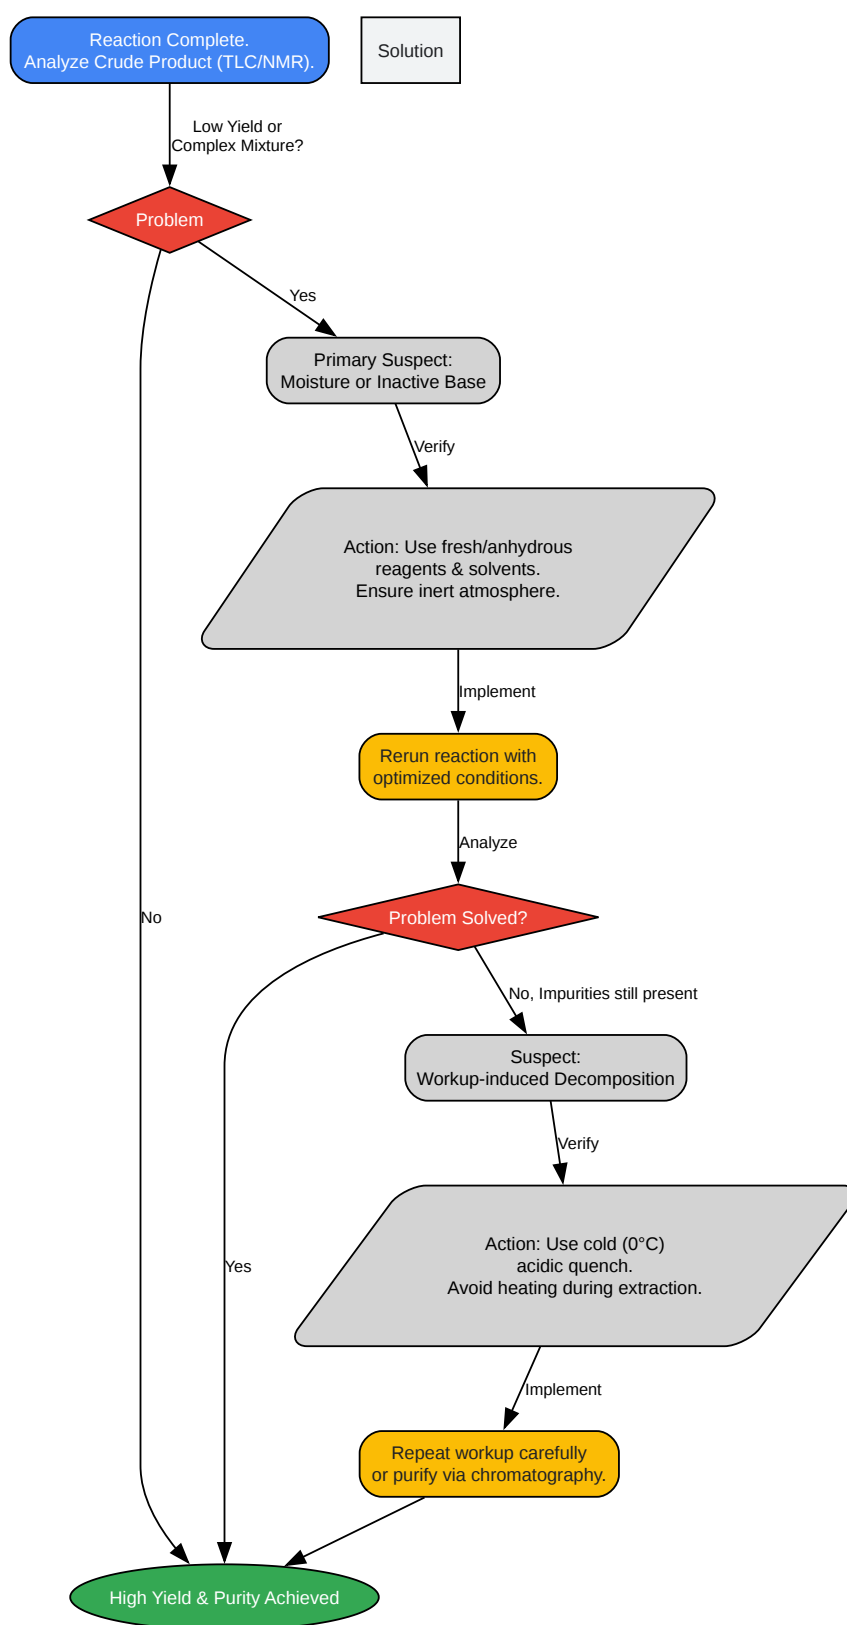 Reaction Complete.
Analyze Crude Product (TLC/NMR).
Solution
Low Yield or
Complex Mixture?
Problem
Yes
Primary Suspect:
Moisture or Inactive Base
Verify
Action: Use fresh/anhydrous
reagents & solvents.
Ensure inert atmosphere.
Implement
Rerun reaction with
optimized conditions.
Analyze
Problem Solved?
No
No, Impurities still present
Suspect:
Workup-induced Decomposition
Verify
Action: Use cold (0°C)
acidic quench.
Avoid heating during extraction.
Yes
Implement
Repeat workup carefully
or purify via chromatography.
High Yield & Purity Achieved